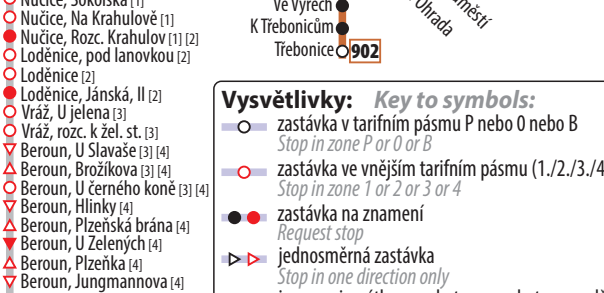 Nučice, Sokolská [1]
Nučice, Na Krahulově [1]
Nučice, Rozc. Krahulov [1] [2]
Loděnice, pod lanovkou [2]
Loděnice [2]
Loděnice, Jánská, II [2]
Vráž, U jelena [3]
Vráž, rozc. k žel. st. [3]
Beroun, U Slavaše [3] [4]
Beroun, Brožíkova [3] [4]
Beroun, U černého koně [3] [4]
Beroun, Hlinky [4]
Beroun, Plzeňská brána [4]
Beroun, U Zelených [4]
Beroun, Plzeňka [4]
Beroun, Jungmannova [4]
Ve Výrech
K Třebonicům
Třebonice 902
Úhrada
Vysvětlivky: Key to symbols:
zastávka v tarifním pásmu P nebo 0 nebo B
Stop in zone P or 0 or B
zastávka ve vnějším tarifním pásmu (1./2./3./4
Stop in zone 1 or 2 or 3 or 4
zastávka na znamení
Request stop
jednosměrná zastávka
Stop in one direction only